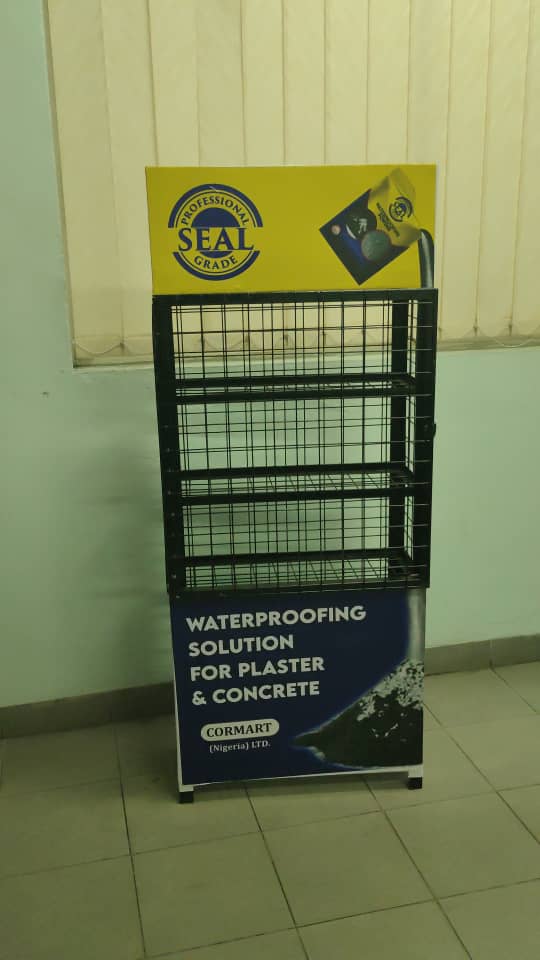 PROFESSIONAL
SEAL
GRADE
WATERPROOFING
SOLUTION
FOR PLASTER
& CONCRETE
CORMART
(Nigeria) LTD.